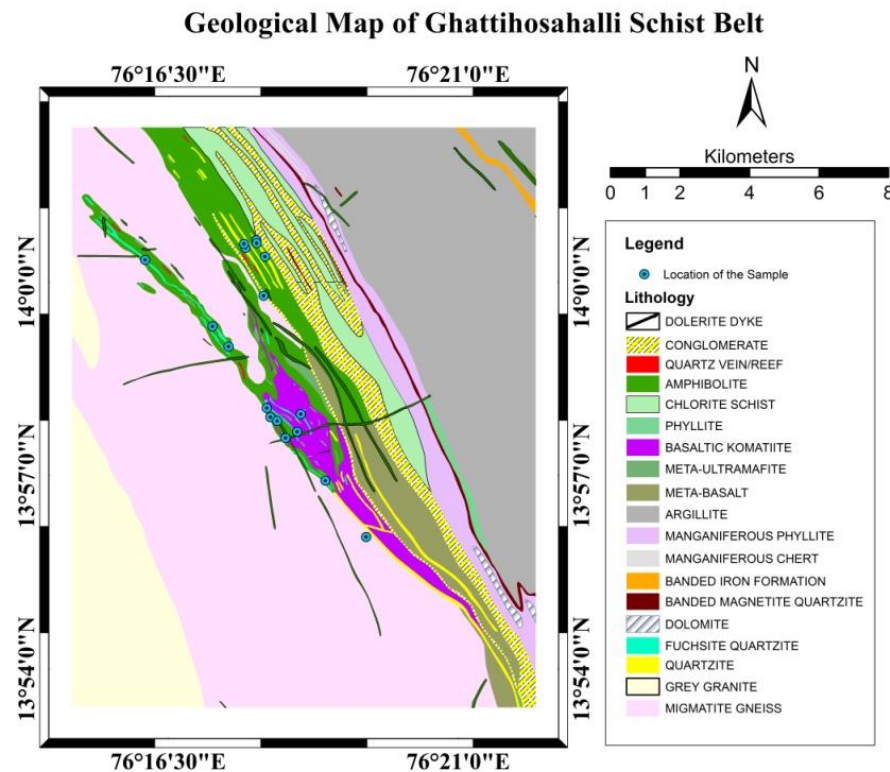 Geological Map of Ghattihosahalli Schist Belt
76°16'30"E 76°21'0"E
N
Kilometers
0 1 2 4 6 8
14°0'0"N 14°0'0"N
13°57'0"N 13°57'0"N
13°54'0"N 13°54'0"N
76°16'30"E 76°21'0"E
Legend
Location of the Sample
Lithology
DOLERITE DYKE
CONGLOMERATE
QUARTZ VEIN/REEF
AMPHIBOLITE
CHLORITE SCHIST
PHYLLITE
BASALTIC KOMATIITE
META-ULTRAMAFITE
META-BASALT
ARGILLITE
MANGANIFEROUS PHYLLITE
MANGANIFEROUS CHERT
BANDED IRON FORMATION
BANDED MAGNETITE QUARTZITE
DOLOMITE
FUCHSITE QUARTZITE
QUARTZITE
GREY GRANITE
MIGMATITE GNEISS